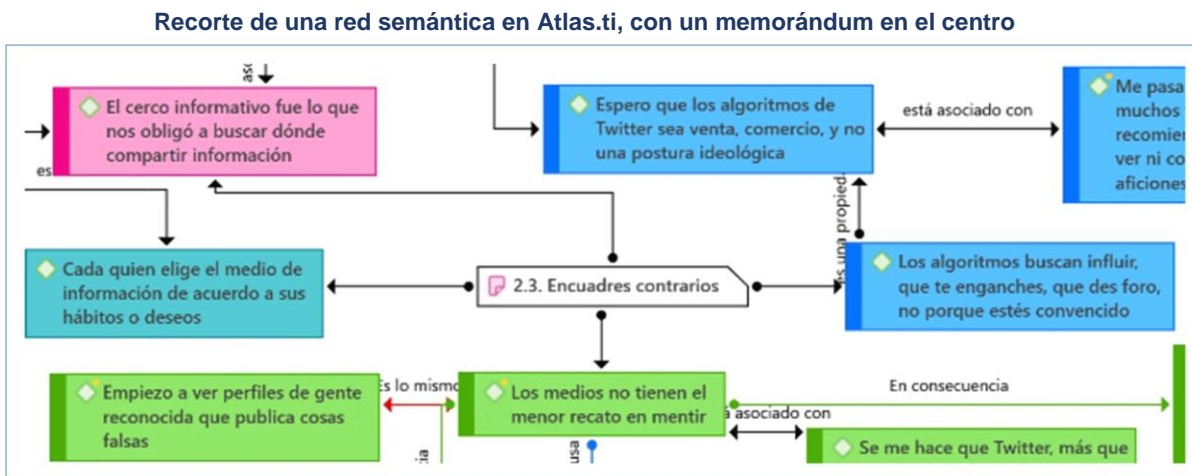 Recorte de una red semántica en Atlas.ti, con un memorándum en el centro
El cerco informativo fue lo que
nos obligó a buscar dónde
compartir información
Espero que los algoritmos de
Twitter sea venta, comercio, y no
una postura ideológica
está asociado con
Me pasa
muchos
ver ni co
aficiones
es
Cada quien elige el medio de
información de acuerdo a sus
hábitos o deseos
2.3. Encuadres contrarios
es una propied
Los algoritmos buscan influir,
que te enganches, que des foro,
no porque estés convencido
Empiezo a ver perfiles de gente
reconocida que publica cosas
falsas
Es lo mismo
Los medios no tienen el
menor recato en mentir
En consecuencia
á asociado con
Se me hace que Twitter, más que
usa